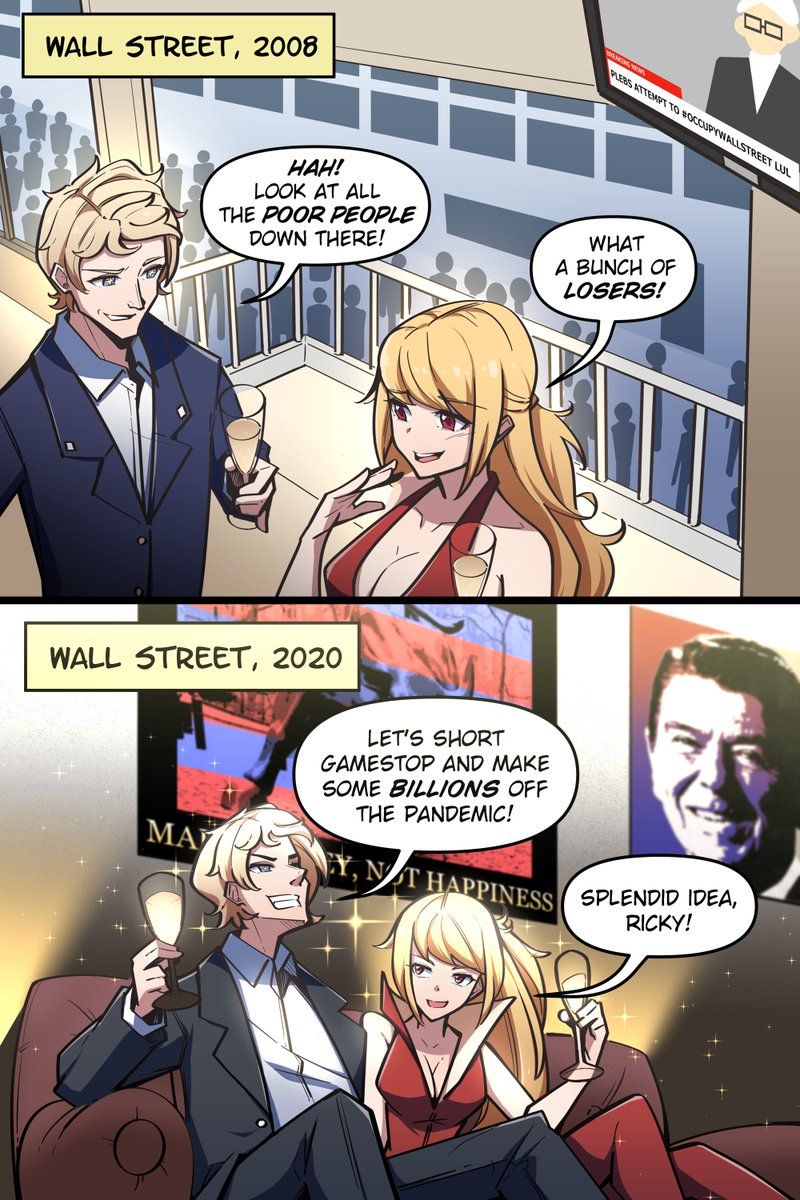 WALL STREET, 2008
BREAKING NEWS
PLEBS ATTEMPT TO #OCCUPYWALLSTREET LUL
HAH!
LOOK AT ALL
THE POOR PEOPLE
DOWN THERE!
WHAT
A BUNCH OF
LOSERS!
WALL STREET, 2020
LET'S SHORT
GAMESTOP AND MAKE
SOME BILLIONS OFF
THE PANDEMIC!
NOT HAPPINESS
SPLENDID IDEA,
RICKY!